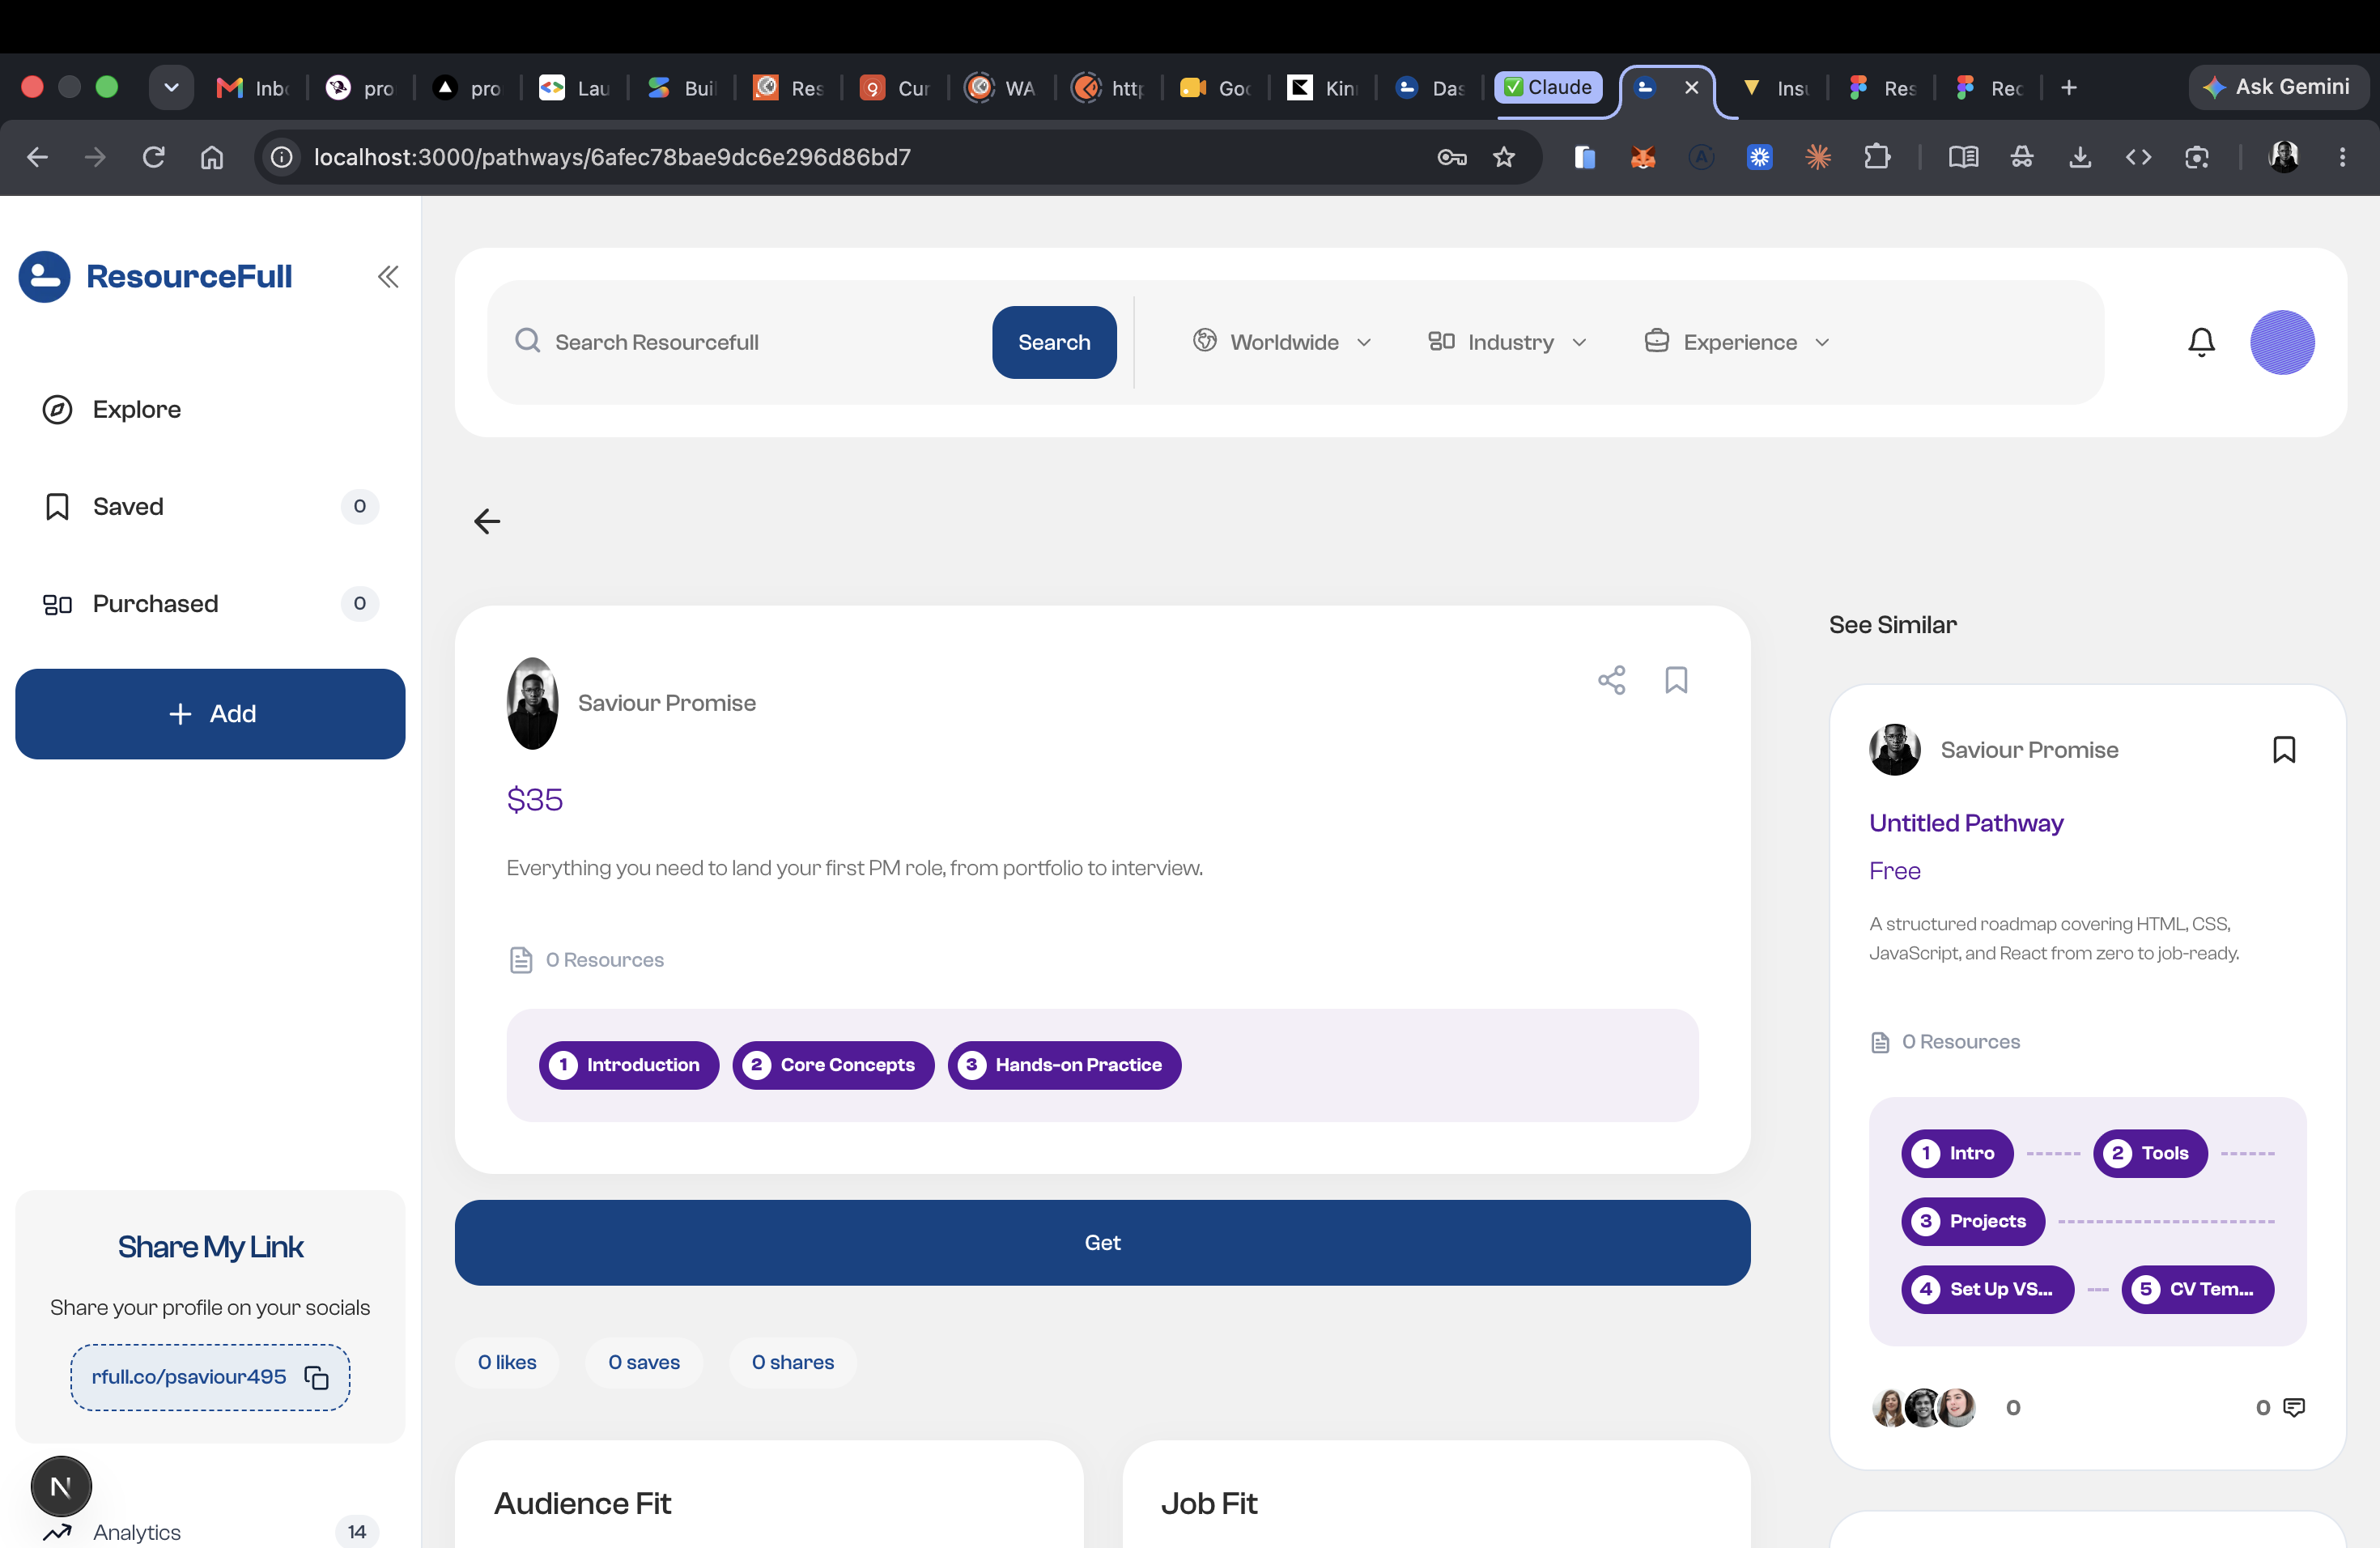 Inb
pro
pro
Lau
Buil
Res
Cur
WA
http
Goo
Kin
Das
Claude
Insu
Res
Rec
Ask Gemini
localhost:3000/pathways/6afec78bae9dc6e296d86bd7
ResourceFull
Search Resourcefull
Search
Worldwide
Industry
Experience
Explore
Saved
0
Purchased
0
+ Add
Share My Link
Share your profile on your socials
rfull.co/psaviour495
N
Analytics
14
Saviour Promise
$35
Everything you need to land your first PM role, from portfolio to interview.
0 Resources
1 Introduction
2 Core Concepts
3 Hands-on Practice
Get
0 likes
0 saves
0 shares
Audience Fit
Job Fit
See Similar
Saviour Promise
Untitled Pathway
Free
A structured roadmap covering HTML, CSS,
JavaScript, and React from zero to job-ready.
0 Resources
1 Intro
2 Tools
3 Projects
4 Set Up VS...
5 CV Tem...
0
0